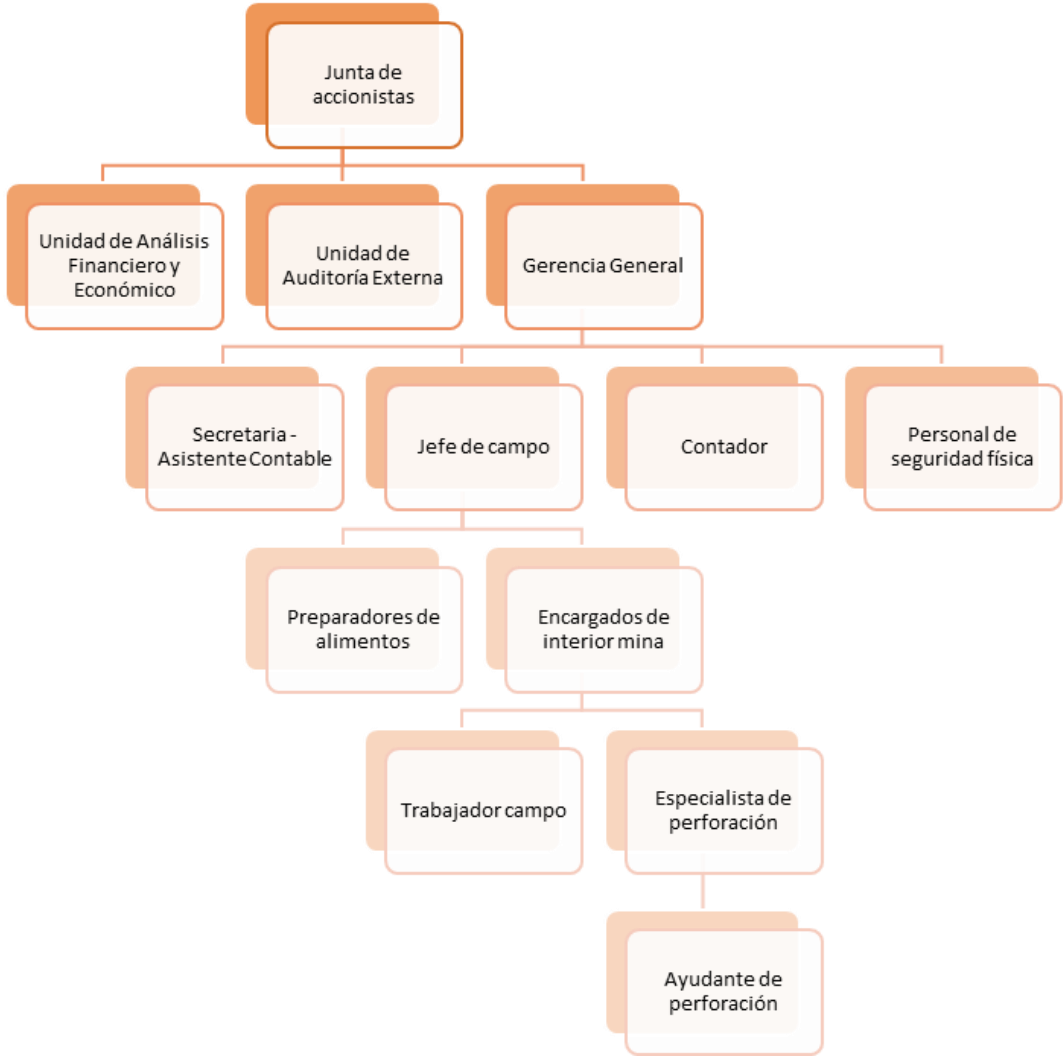 Junta de
accionistas
Unidad de Análisis
Financiero y
Económico
Unidad de
Auditoría Externa
Gerencia General
Secretaria -
Asistente Contable
Jefe de campo
Contador
Personal de
seguridad física
Preparadores de
alimentos
Encargados de
interior mina
Trabajador campo
Especialista de
perforación
Ayudante de
perforación